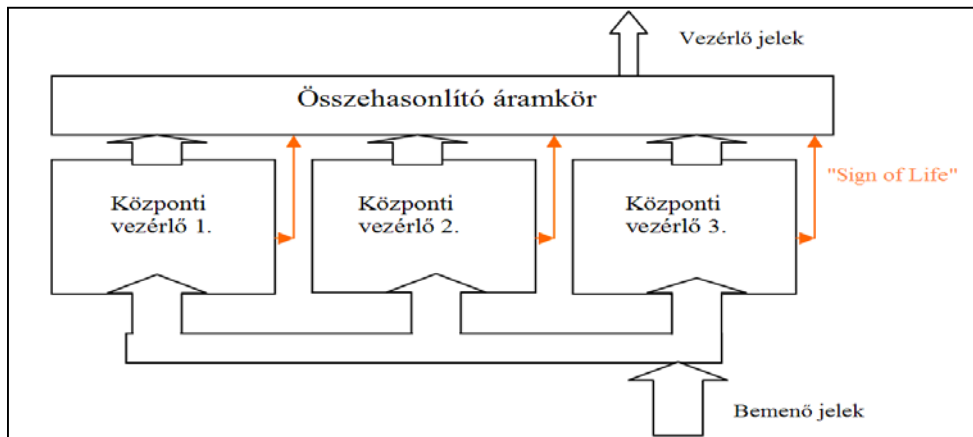 Vezérlő jelek
Összehasonlító áramkör
"Sign of Life"
Központi
vezérlő 1.
Központi
vezérlő 2.
Központi
vezérlő 3.
Bemenő jelek